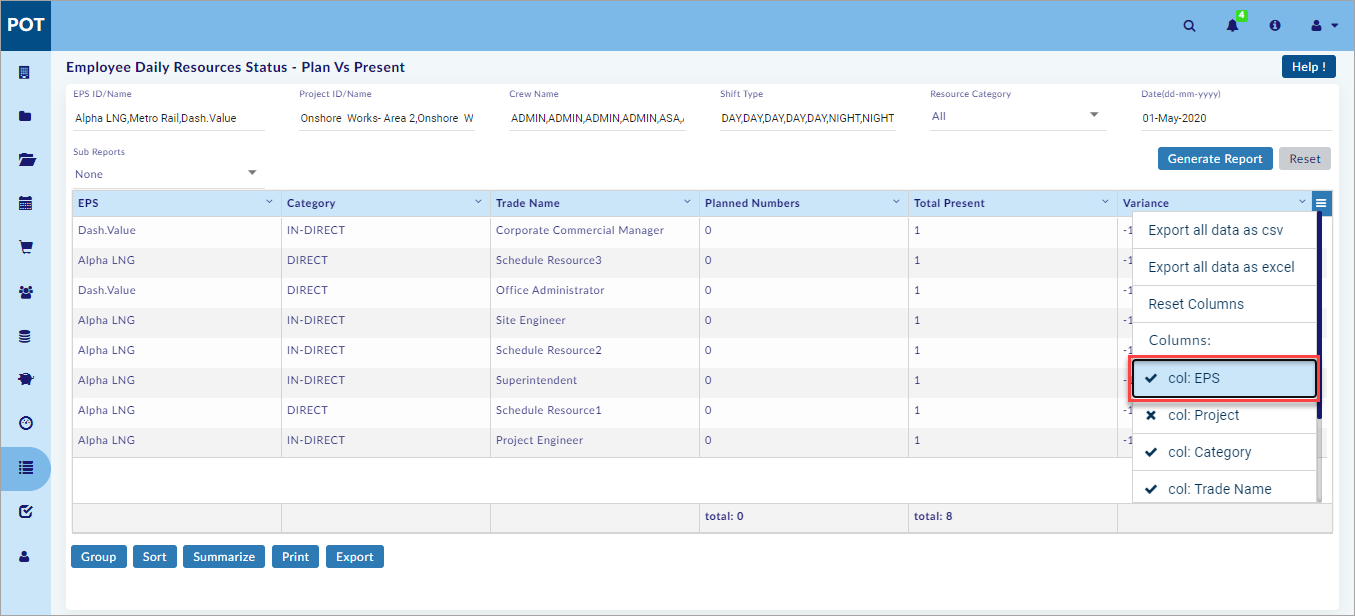 POT
4
Employee Daily Resources Status - Plan Vs Present
Help !
EPS ID/Name Project ID/Name Crew Name Shift Type Resource Category Date(dd-mm-yyyy)
Alpha LNG,Metro Rail,Dash.Value Onshore Works- Area 2,Onshore W ADMIN,ADMIN,ADMIN,ADMIN,ASA, DAY,DAY,DAY,DAY,DAY,NIGHT,NIGHT All 01-May-2020
Sub Reports
None
Generate Report Reset
EPS Category Trade Name Planned Numbers Total Present Variance
Dash.Value IN-DIRECT Corporate Commercial Manager 0 1 -1
Alpha LNG DIRECT Schedule Resource3 0 1 -1
Dash.Value DIRECT Office Administrator 0 1 -1
Alpha LNG IN-DIRECT Site Engineer 0 1 -1
Alpha LNG IN-DIRECT Schedule Resource2 0 1 -1
Alpha LNG IN-DIRECT Superintendent 0 1 -1
Alpha LNG DIRECT Schedule Resource1 0 1 -1
Alpha LNG IN-DIRECT Project Engineer 0 1 -1
Export all data as csv
Export all data as excel
Reset Columns
Columns:
col: EPS
col: Project
col: Category
col: Trade Name
total: 0 total: 8
Group Sort Summarize Print Export